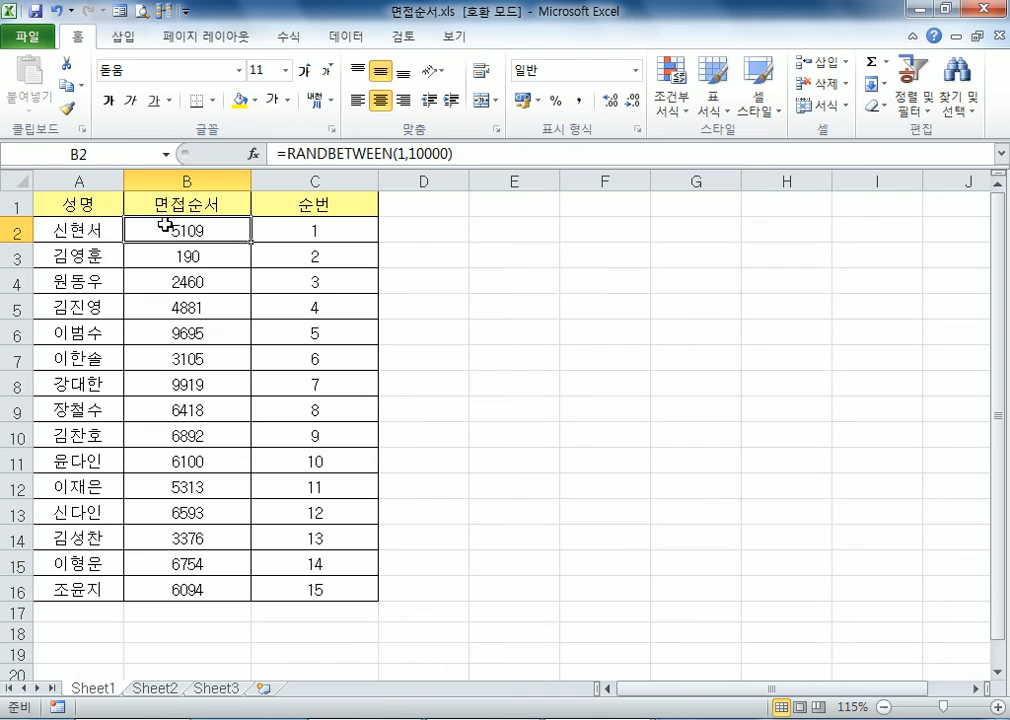 면접순서.xls [호환 모드] - Microsoft Excel
파일 홈 삽입 페이지 레이아웃 수식 데이터 검토 보기
붙여넣기
클립보드
돋움 11
가 가 가 가 내천
글꼴
맞춤
일반
% ,
표시 형식
조건부 서식 표 서식 셀 스타일
스타일
삽입
삭제
서식
셀
Σ
정렬 및 필터 찾기 및 선택
편집
B2 fx =RANDBETWEEN(1,10000)
A B C D E F G H I J
1 성명 면접순서 순번
2 신현서 5109 1
3 김영훈 190 2
4 원동우 2460 3
5 김진영 4881 4
6 이범수 9695 5
7 이한솔 3105 6
8 강대한 9919 7
9 장철수 6418 8
10 김찬호 6892 9
11 윤다인 6100 10
12 이재은 5313 11
13 신다인 6593 12
14 김성찬 3376 13
15 이형운 6754 14
16 조윤지 6094 15
17
18
19
20
Sheet1 Sheet2 Sheet3
준비 115%